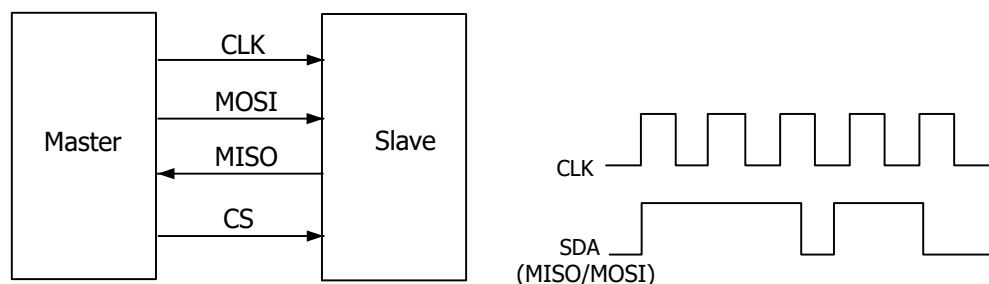 Master
CLK
MOSI
MISO
CS
Slave
CLK
SDA
(MISO/MOSI)